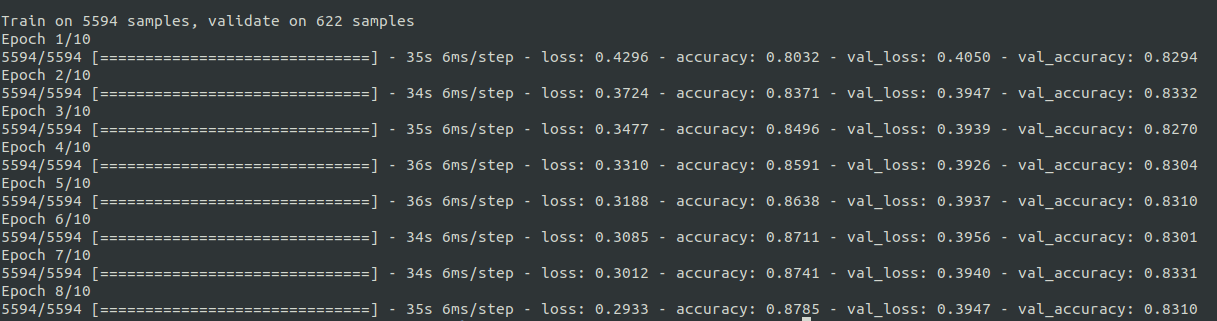 Train on 5594 samples, validate on 622 samples
Epoch 1/10
5594/5594 [==============================] - 35s 6ms/step - loss: 0.4296 - accuracy: 0.8032 - val_loss: 0.4050 - val_accuracy: 0.8294
Epoch 2/10
5594/5594 [==============================] - 34s 6ms/step - loss: 0.3724 - accuracy: 0.8371 - val_loss: 0.3947 - val_accuracy: 0.8332
Epoch 3/10
5594/5594 [==============================] - 35s 6ms/step - loss: 0.3477 - accuracy: 0.8496 - val_loss: 0.3939 - val_accuracy: 0.8270
Epoch 4/10
5594/5594 [==============================] - 36s 6ms/step - loss: 0.3310 - accuracy: 0.8591 - val_loss: 0.3926 - val_accuracy: 0.8304
Epoch 5/10
5594/5594 [==============================] - 36s 6ms/step - loss: 0.3188 - accuracy: 0.8638 - val_loss: 0.3937 - val_accuracy: 0.8310
Epoch 6/10
5594/5594 [==============================] - 34s 6ms/step - loss: 0.3085 - accuracy: 0.8711 - val_loss: 0.3956 - val_accuracy: 0.8301
Epoch 7/10
5594/5594 [==============================] - 34s 6ms/step - loss: 0.3012 - accuracy: 0.8741 - val_loss: 0.3940 - val_accuracy: 0.8331
Epoch 8/10
5594/5594 [==============================] - 35s 6ms/step - loss: 0.2933 - accuracy: 0.8785 - val_loss: 0.3947 - val_accuracy: 0.8310